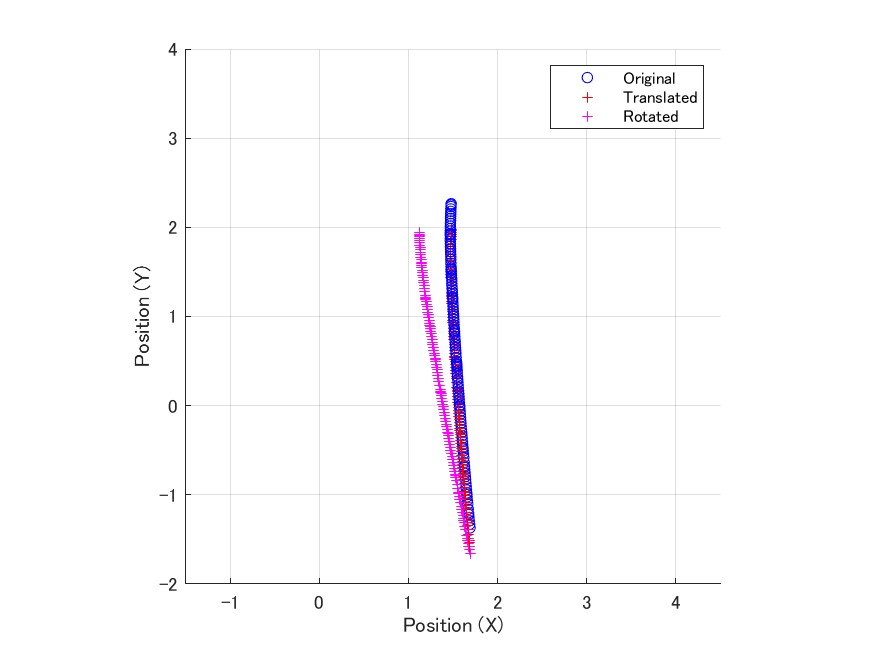 Original
Translated
Rotated
4
3
2
1
0
-1
-2
Position (Y)
-1
0
1
2
3
4
Position (X)